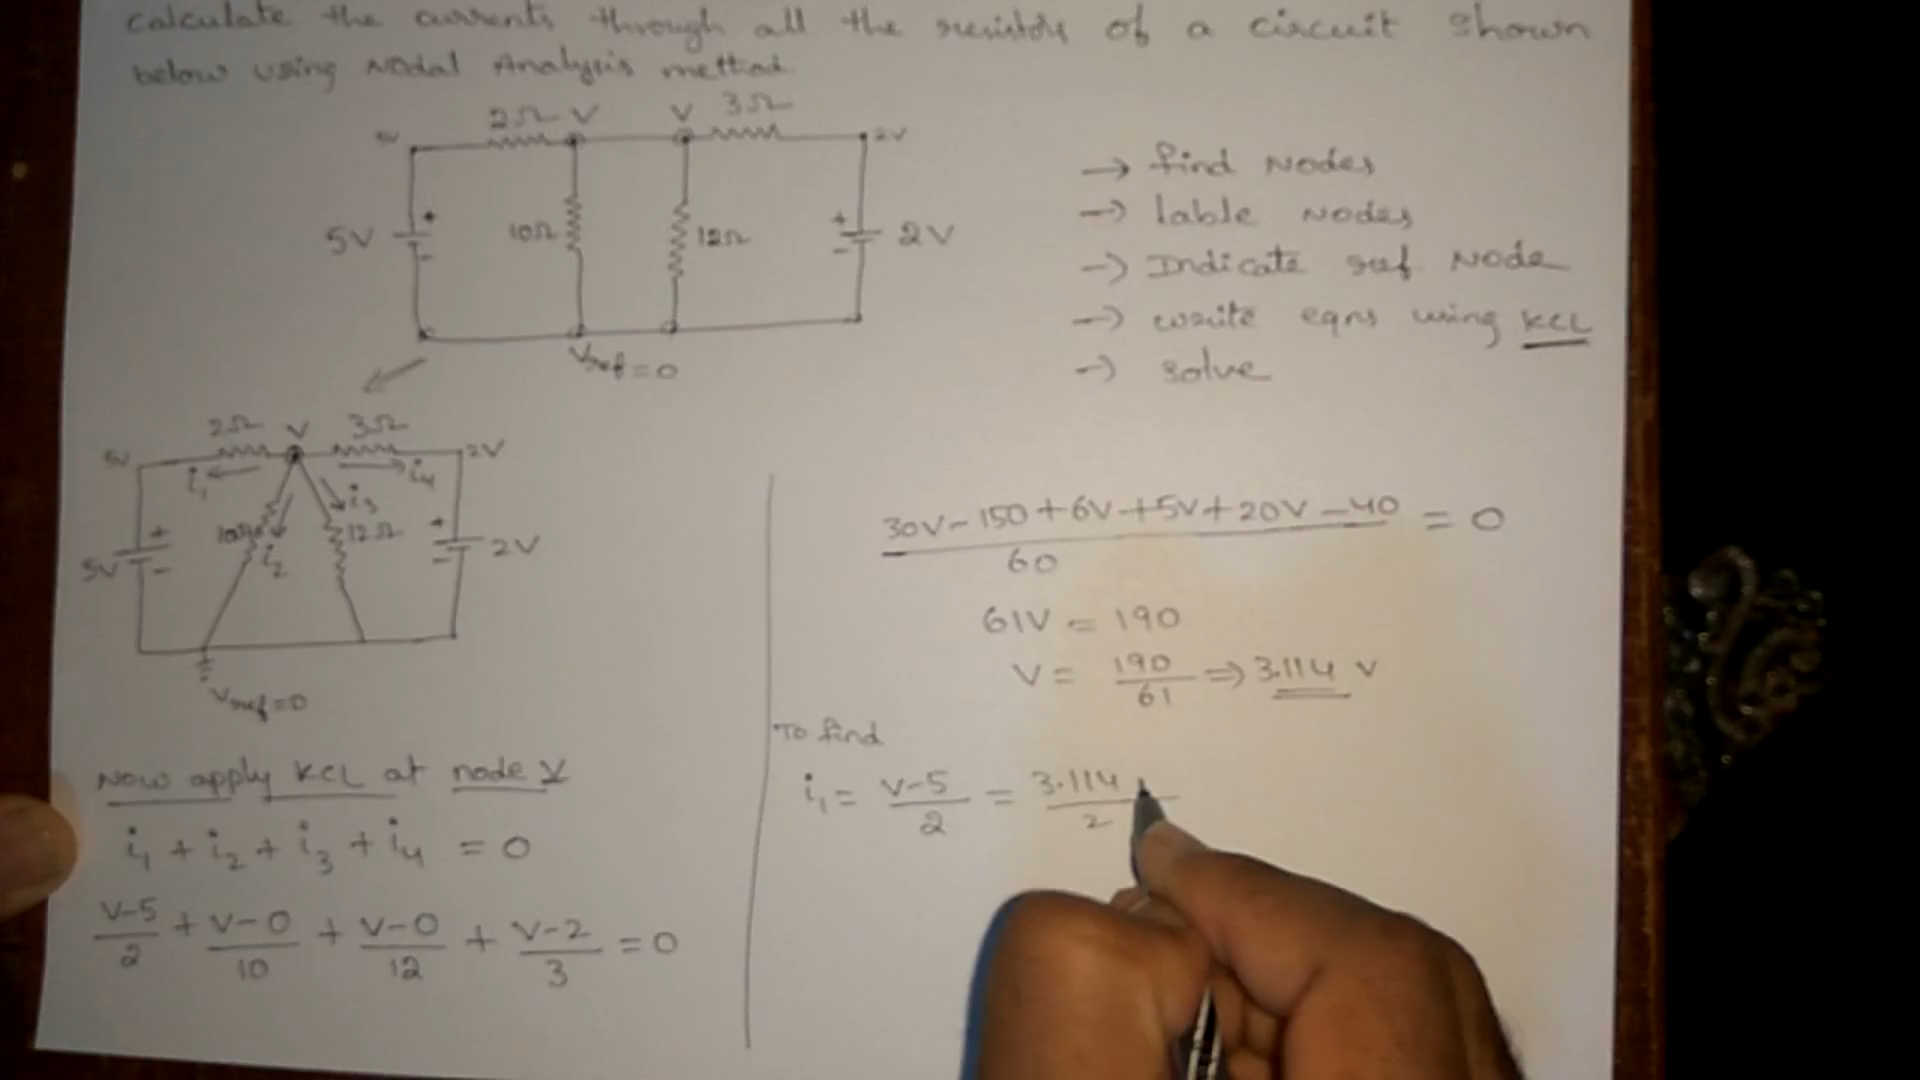 calculate the currents through all the resistors of a circuit shown
below using Nodal Analysis method
2Ω V V 3Ω
5V 2V
5V + - 10Ω 12Ω + - 2V
Vref=0
→ find Nodes
→ lable Nodes
→ Indicate ref. Node
→ write eqns using KCL
→ solve
2Ω V 3Ω
5V 2V
i1 i4
i3
5V + - 10Ω i2 12Ω + - 2V
Vref=0
Now apply KCL at node V
i1 + i2 + i3 + i4 = 0
V-5/2 + V-0/10 + V-0/12 + V-2/3 = 0
30V-150+6V+5V+20V-40/60 = 0
61V = 190
V = 190/61 ⇒ 3.114 V
To find
i1 = V-5/2 = 3.114/2